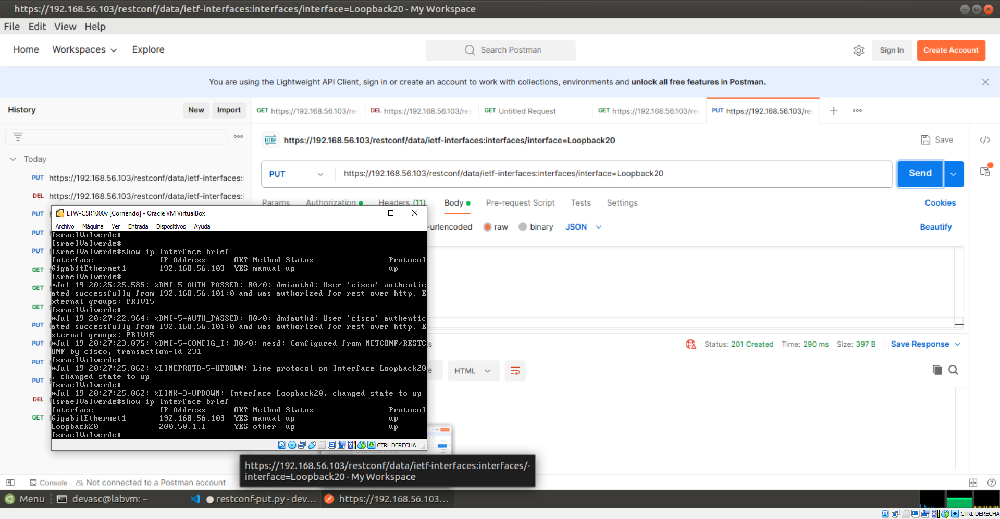 https://192.168.56.103/restconf/data/ietf-interfaces:interfaces/interface=Loopback20 - My Workspace
File Edit View Help
Home Workspaces Explore Search Postman Sign In Create Account
You are using the Lightweight API Client, sign in or create an account to work with collections, environments and unlock all free features in Postman.
History New Import
GET https://192.168.56.103/res DEL https://192.168.56.103/res GET Untitled Request GET https://192.168.56.103/res PUT https://192.168.56.103/res
HTTP https://192.168.56.103/restconf/data/ietf-interfaces:interfaces/interface=Loopback20 Save
Today
PUT https://192.168.56.103/restconf/data/ietf-interfaces:i
DEL https://192.168.56.103/restconf/data/ietf-interfaces:i
PUT
PUT
PUT
GET
GET
GET
PUT
PUT
PUT
PUT
DEL
GET
PUT https://192.168.56.103/restconf/data/ietf-interfaces:interfaces/interface=Loopback20 Send
Params Authorization Headers (11) Body Pre-request Script Tests Settings Cookies
-urlencoded raw binary JSON Beautify
Status: 201 Created Time: 290 ms Size: 397 B Save Response
HTML
ETW-CSR1000v [Corriendo] - Oracle VM VirtualBox
Archivo Máquina Ver Entrada Dispositivos Ayuda
IsraelValverde#
IsraelValverde#
IsraelValverde#show ip interface brief
Interface IP-Address OK? Method Status Protocol
GigabitEthernet1 192.168.56.103 YES manual up up
IsraelValverde#
*Jul 19 20:25:25.585: %DMI-5-AUTH_PASSED: R0/0: dmiauthd: User 'cisco' authentic
ated successfully from 192.168.56.101:0 and was authorized for rest over http. E
xternal groups: PRIV15
IsraelValverde#
*Jul 19 20:27:22.964: %DMI-5-AUTH_PASSED: R0/0: dmiauthd: User 'cisco' authentic
ated successfully from 192.168.56.101:0 and was authorized for rest over http. E
xternal groups: PRIV15
*Jul 19 20:27:23.075: %DMI-5-CONFIG_I: R0/0: nesd: Configured from NETCONF/RESTC
ONF by cisco, transaction-id 231
IsraelValverde#
*Jul 19 20:27:25.062: %LINEPROTO-5-UPDOWN: Line protocol on Interface Loopback20
, changed state to up
IsraelValverde#
*Jul 19 20:27:25.062: %LINK-3-UPDOWN: Interface Loopback20, changed state to up
IsraelValverde#show ip interface brief
Interface IP-Address OK? Method Status Protocol
GigabitEthernet1 192.168.56.103 YES manual up up
Loopback20 200.50.1.1 YES other up up
IsraelValverde#
CTRL DERECHA
https://192.168.56.103/restconf/data/ietf-interfaces:interfaces/-
interface=Loopback20 - My Workspace
Console Not connected to a Postman account
Menu devasc@labvm: ~ restconf-put.py - dev... https://192.168.56.103...
CTRL DERECHA